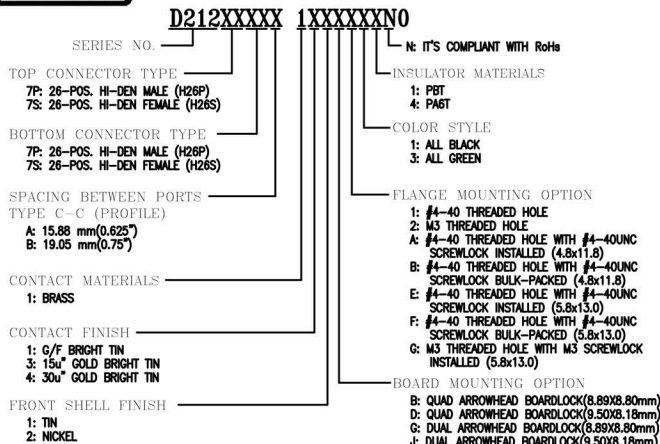 D212XXXXX 1XXXXXXN0
SERIES NO.
TOP CONNECTOR TYPE
7P: 26-POS. HI-DEN MALE (H26P)
7S: 26-POS. HI-DEN FEMALE (H26S)
BOTTOM CONNECTOR TYPE
7P: 26-POS. HI-DEN MALE (H26P)
7S: 26-POS. HI-DEN FEMALE (H26S)
SPACING BETWEEN PORTS
TYPE C-C (PROFILE)
A: 15.88 mm(0.625")
B: 19.05 mm(0.75")
CONTACT MATERIALS
1: BRASS
CONTACT FINISH
1: G/F BRIGHT TIN
3: 15u" GOLD BRIGHT TIN
4: 30u" GOLD BRIGHT TIN
FRONT SHELL FINISH
1: TIN
2: NICKEL
N: IT'S COMPLIANT WITH RoHs
INSULATOR MATERIALS
1: PBT
4: PA6T
COLOR STYLE
1: ALL BLACK
3: ALL GREEN
FLANGE MOUNTING OPTION
1: #4-40 THREADED HOLE
2: M3 THREADED HOLE
A: #4-40 THREADED HOLE WITH #4-40UNC
SCREWLOCK INSTALLED (4.8x11.8)
B: #4-40 THREADED HOLE WITH #4-40UNC
SCREWLOCK BULK-PACKED (4.8x11.8)
E: #4-40 THREADED HOLE WITH #4-40UNC
SCREWLOCK INSTALLED (5.8x13.0)
F: #4-40 THREADED HOLE WITH #4-40UNC
SCREWLOCK BULK-PACKED (5.8x13.0)
G: M3 THREADED HOLE WITH M3 SCREWLOCK
INSTALLED (5.8x13.0)
BOARD MOUNTING OPTION
B: QUAD ARROWHEAD BOARDLOCK(8.89X8.80mm)
D: QUAD ARROWHEAD BOARDLOCK(9.50X8.18mm)
G: DUAL ARROWHEAD BOARDLOCK(8.89X8.80mm)
J: DUAL ARROWHEAD BOARDLOCK(9.50X8.18mm)